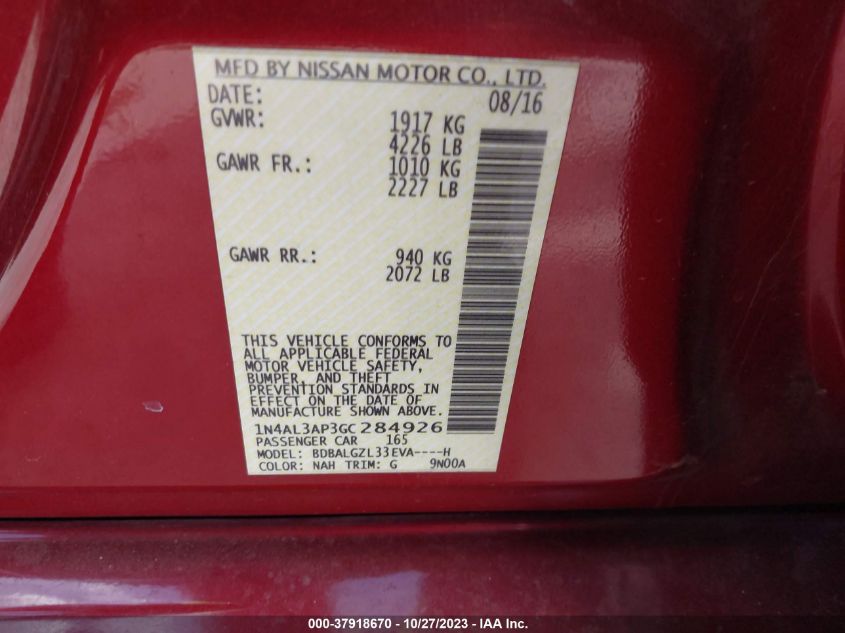 MFD BY NISSAN MOTOR CO., LTD.
DATE: 08/16
GVWR: 1917 KG
4226 LB
GAWR FR.: 1010 KG
2227 LB
GAWR RR.: 940 KG
2072 LB
THIS VEHICLE CONFORMS TO
ALL APPLICABLE FEDERAL
MOTOR VEHICLE SAFETY,
BUMPER, AND THEFT
PREVENTION STANDARDS IN
EFFECT ON THE DATE OF
MANUFACTURE SHOWN ABOVE.
1N4AL3AP3GC284926
PASSENGER CAR 165
MODEL: BDBALGZL33EVA----H
COLOR: NAH TRIM: G 9N00A
000-37918670 | 10/27/2023 - IAA Inc.